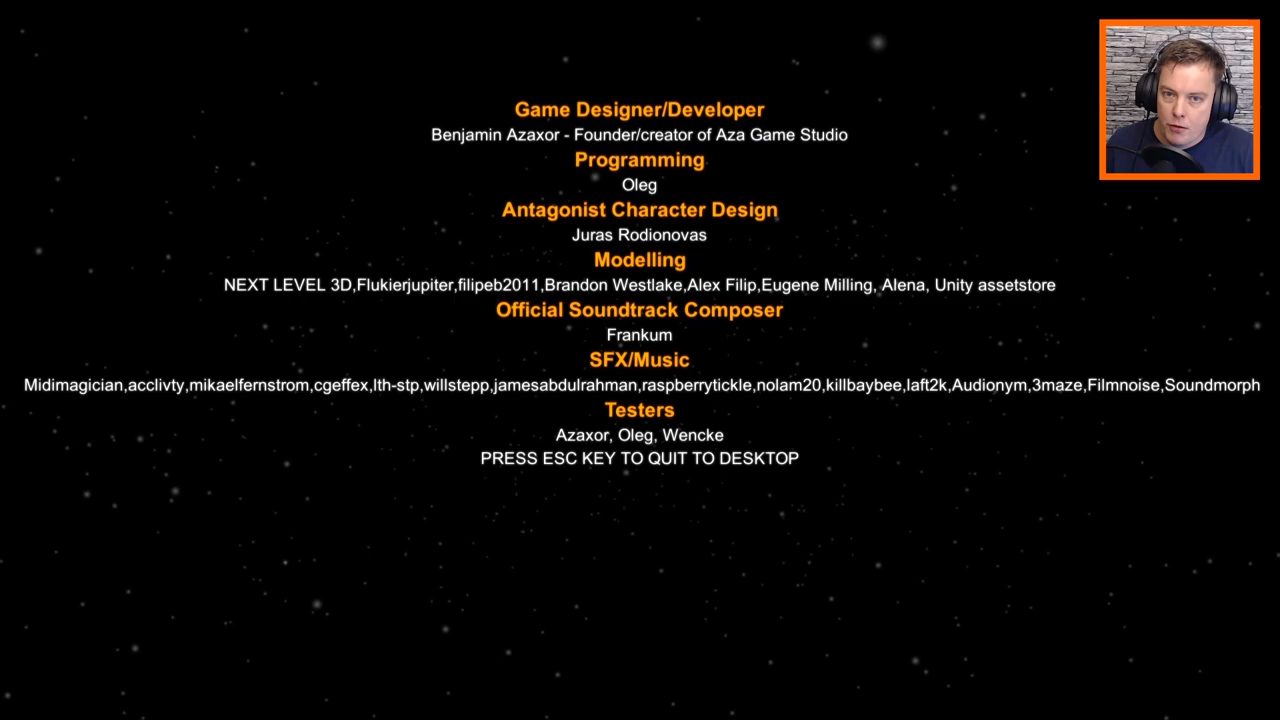 Game Designer/Developer
Benjamin Azaxor - Founder/creator of Aza Game Studio
Programming
Oleg
Antagonist Character Design
Juras Rodionovas
Modelling
NEXT LEVEL 3D,Flukierjupiter,filipeb2011,Brandon Westlake,Alex Filip,Eugene Milling, Alena, Unity assetstore
Official Soundtrack Composer
Frankum
SFX/Music
Midimagician,acclivty,mikaelfernstrom,cgeffex,lth-stp,willstepp,jamesabdulrahman,raspberrytickle,nolam20,killbaybee,laft2k,Audionym,3maze,Filmnoise,Soundmorph
Testers
Azaxor, Oleg, Wencke
PRESS ESC KEY TO QUIT TO DESKTOP